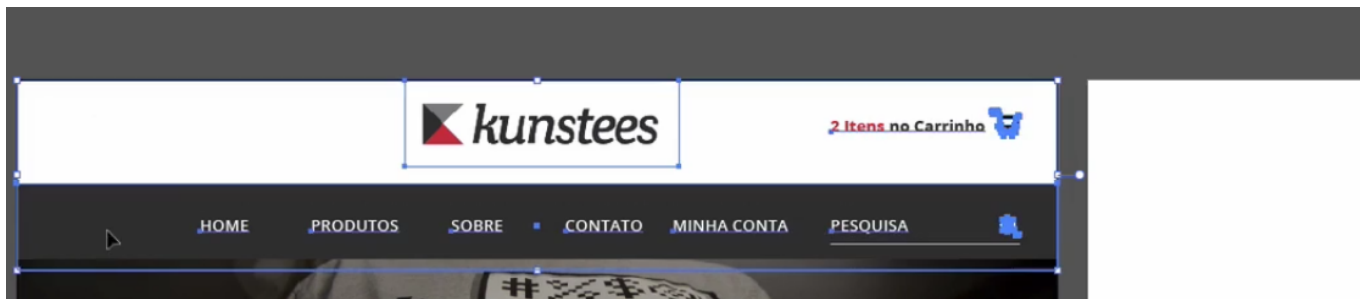 kunstees
2 Itens no Carrinho
HOME PRODUTOS SOBRE CONTATO MINHA CONTA PESQUISA